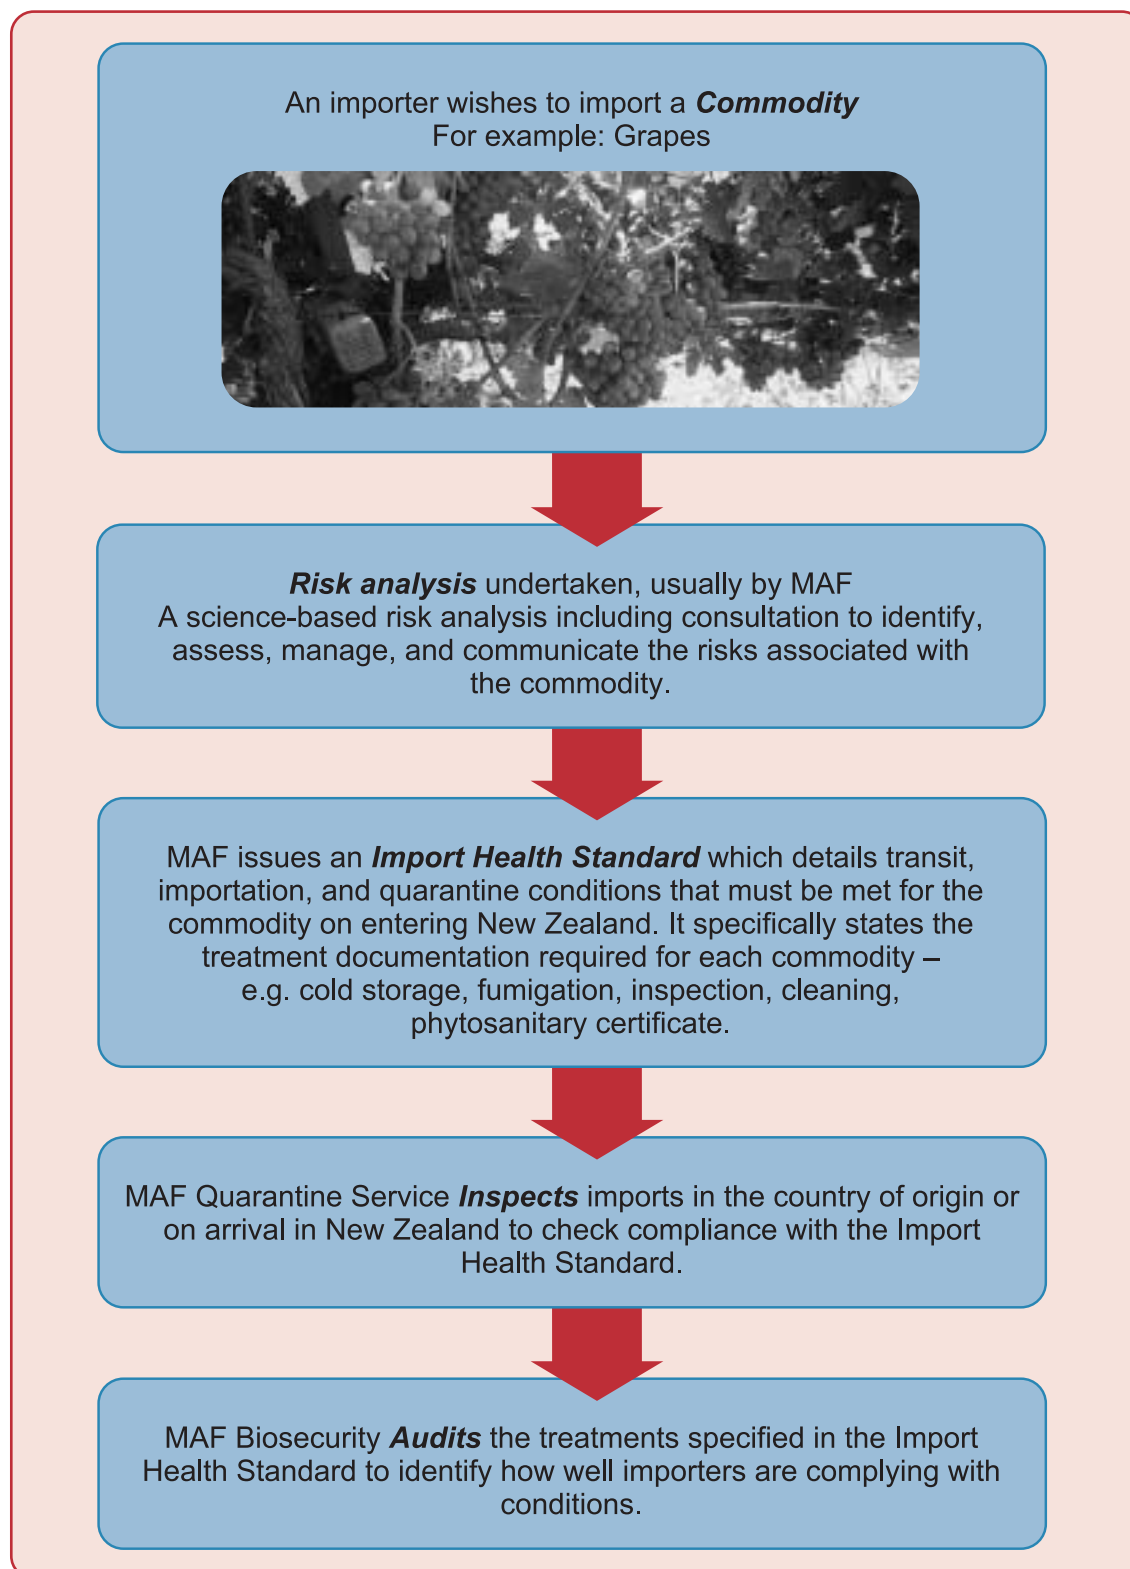 An importer wishes to import a Commodity
For example: Grapes
Risk analysis undertaken, usually by MAF
A science-based risk analysis including consultation to identify,
assess, manage, and communicate the risks associated with
the commodity.
MAF issues an Import Health Standard which details transit,
importation, and quarantine conditions that must be met for the
commodity on entering New Zealand. It specifically states the
treatment documentation required for each commodity –
e.g. cold storage, fumigation, inspection, cleaning,
phytosanitary certificate.
MAF Quarantine Service Inspects imports in the country of origin or
on arrival in New Zealand to check compliance with the Import
Health Standard.
MAF Biosecurity Audits the treatments specified in the Import
Health Standard to identify how well importers are complying with
conditions.